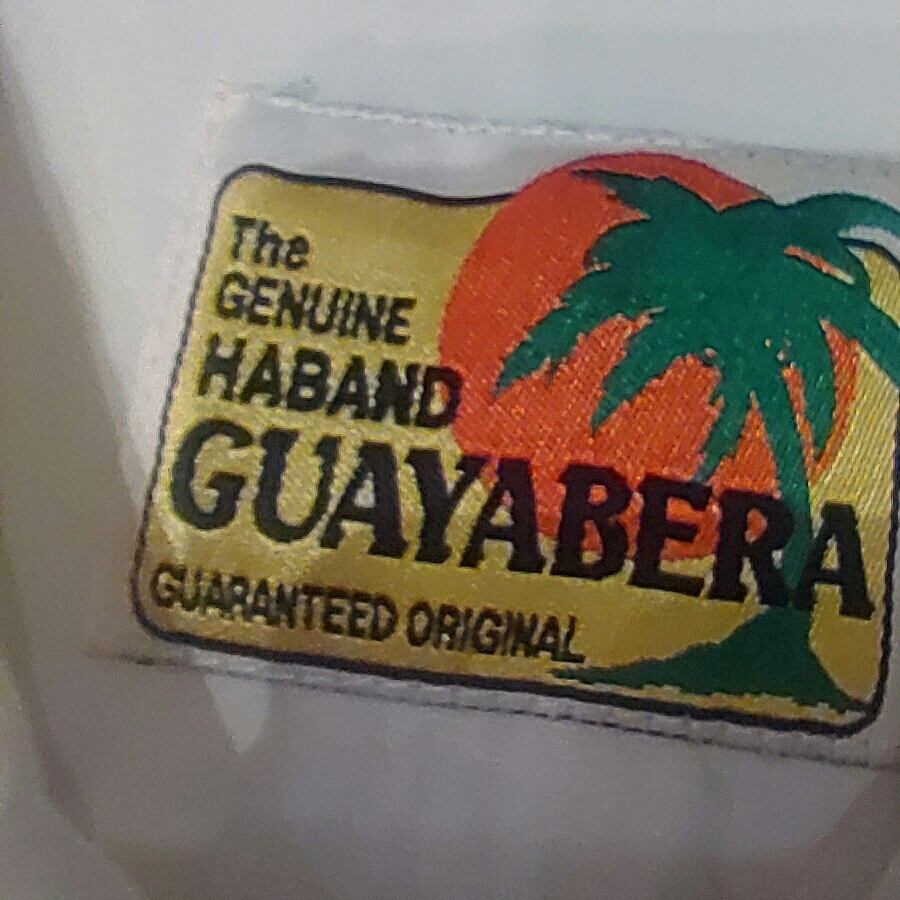 The
GENUINE
HABAND
GUAYABERA
GUARANTEED ORIGINAL